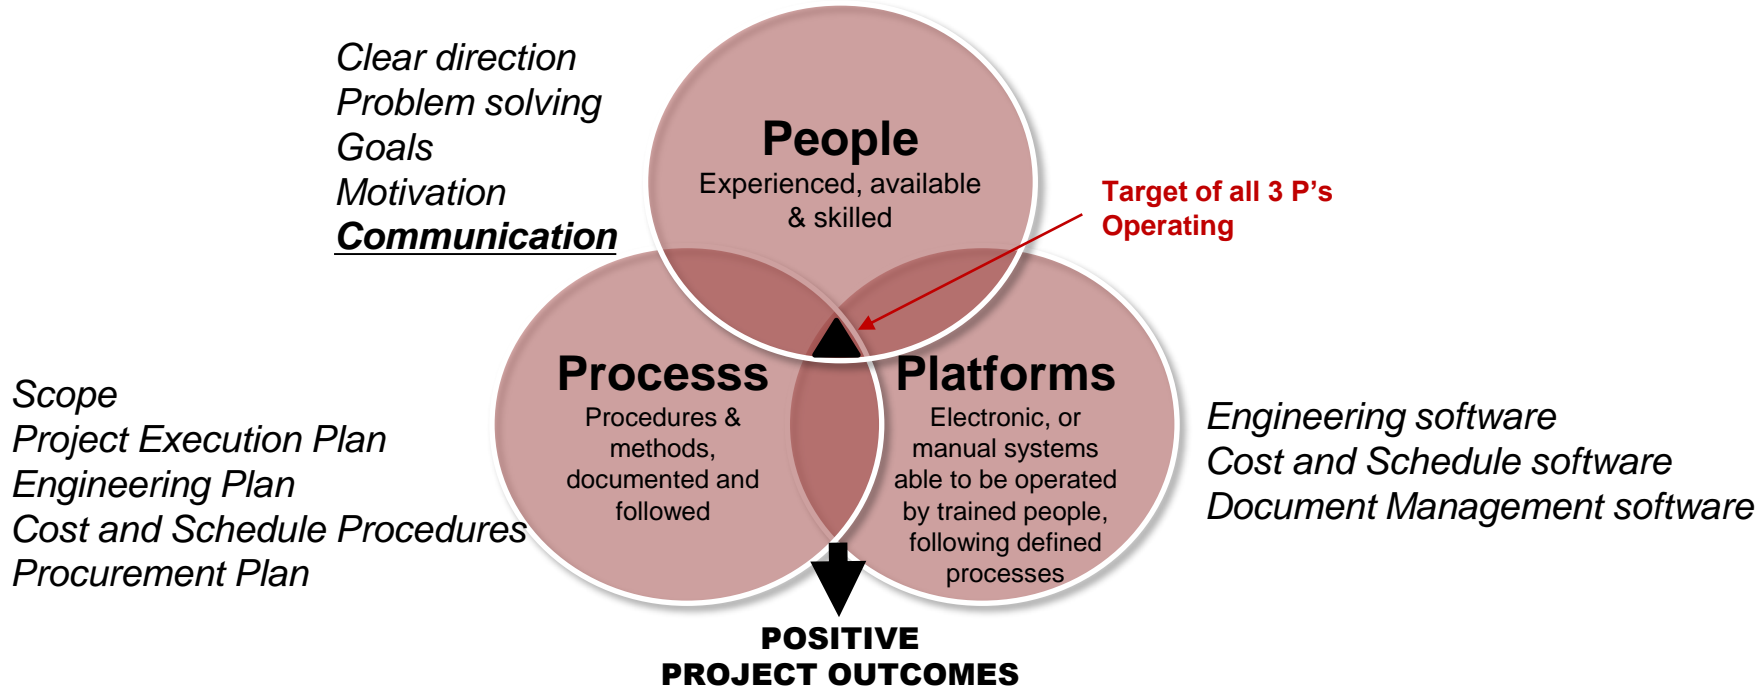 Clear direction
Problem solving
Goals
Motivation
Communication
People
Experienced, available
& skilled
Target of all 3 P’s
Operating
Processs
Procedures &
methods,
documented and
followed
Platforms
Electronic, or
manual systems
able to be operated
by trained people,
following defined
processes
Scope
Project Execution Plan
Engineering Plan
Cost and Schedule Procedures
Procurement Plan
Engineering software
Cost and Schedule software
Document Management software
POSITIVE
PROJECT OUTCOMES